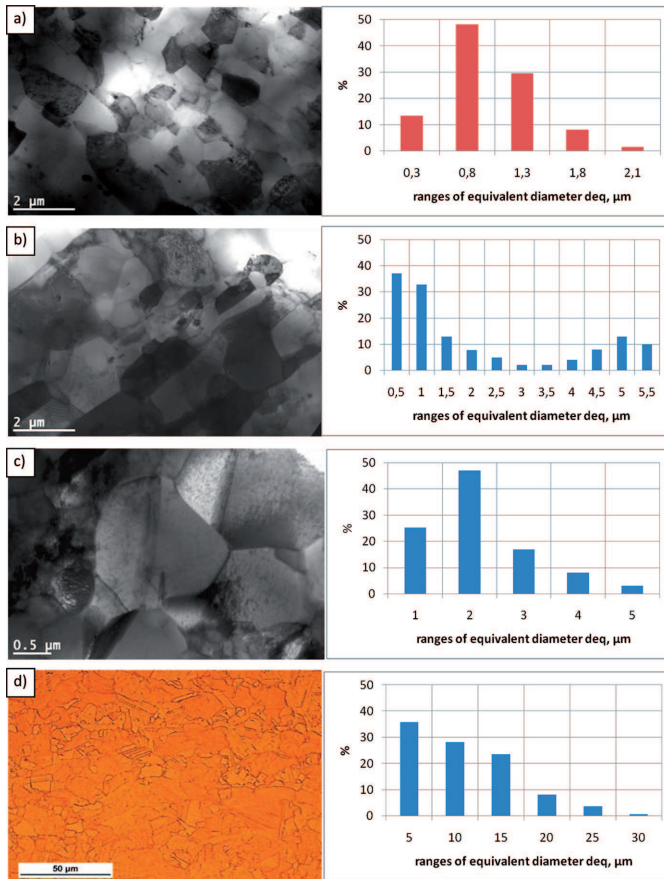 a)
2 µm
%
50
40
30
20
10
0
0,3 0,8 1,3 1,8 2,1
ranges of equivalent diameter deq, µm
b)
2 µm
%
50
40
30
20
10
0
0,5 1 1,5 2 2,5 3 3,5 4 4,5 5 5,5
ranges of equivalent diameter deq, µm
c)
0.5 µm
%
50
40
30
20
10
0
1 2 3 4 5
ranges of equivalent diameter deq, µm
d)
50 µm
%
50
40
30
20
10
0
5 10 15 20 25 30
ranges of equivalent diameter deq, µm